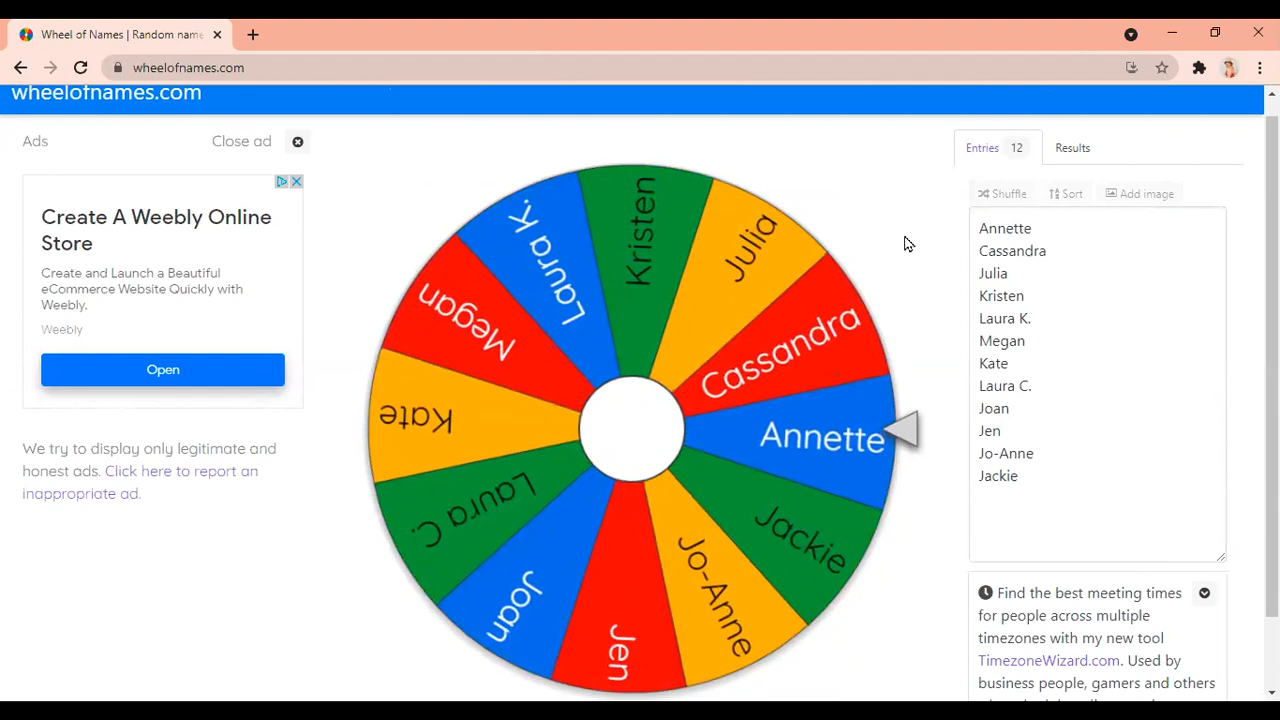 Wheel of Names | Random name
wheelofnames.com
wheelofnames.com
Ads
Close ad
Create A Weebly Online
Store
Create and Launch a Beautiful
eCommerce Website Quickly with
Weebly.
Weebly
Open
We try to display only legitimate and
honest ads. Click here to report an
inappropriate ad.
Kristen
Julia
Cassandra
Annette
Jackie
Jo-Anne
Jen
Joan
Laura C.
Kate
Megan
Laura K.
Entries 12
Results
Shuffle
Sort
Add image
Annette
Cassandra
Julia
Kristen
Laura K.
Megan
Kate
Laura C.
Joan
Jen
Jo-Anne
Jackie
Find the best meeting times
for people across multiple
timezones with my new tool
TimezoneWizard.com. Used by
business people, gamers and others